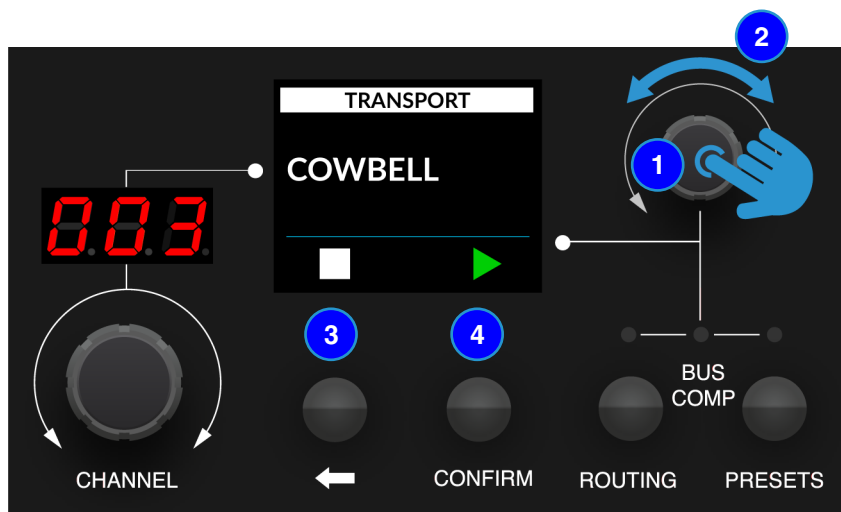 2
TRANSPORT
1
COWBELL
003
3
4
BUS
COMP
CHANNEL
CONFIRM
ROUTING
PRESETS